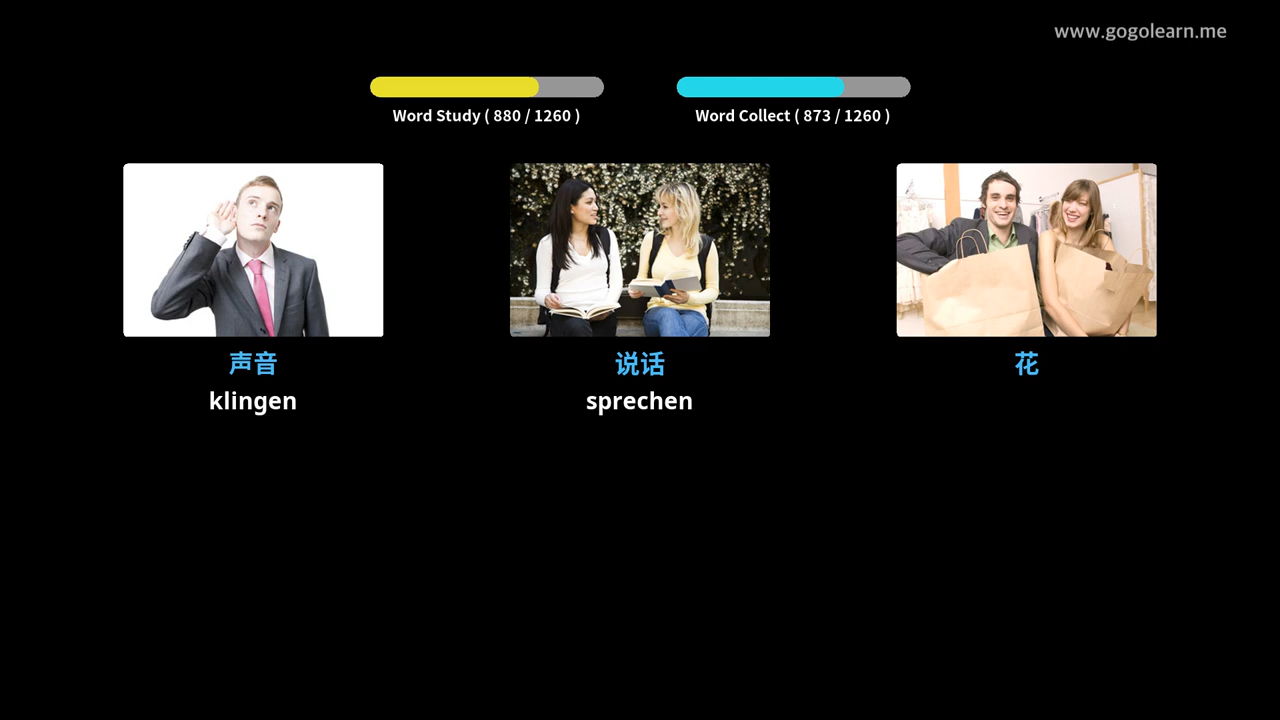 www.gogolearn.me
Word Study ( 880 / 1260 )
Word Collect ( 873 / 1260 )
声音
klingen
说话
sprechen
花